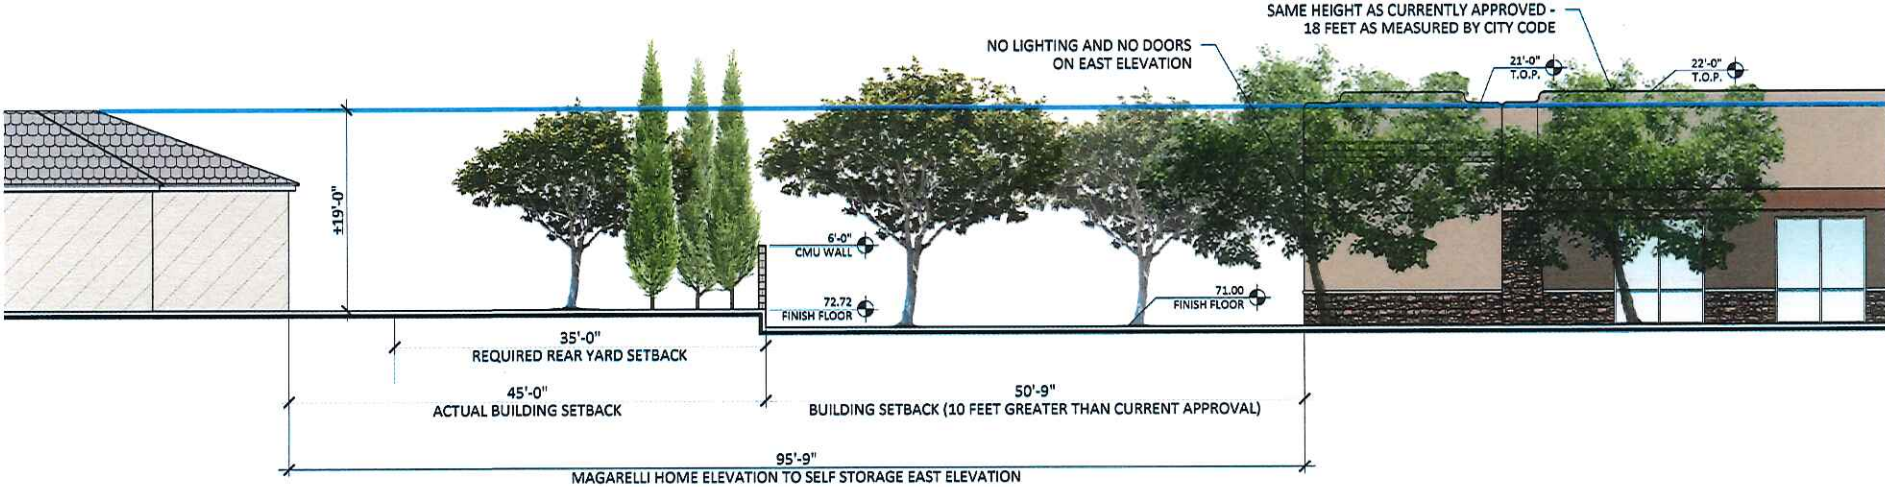 SAME HEIGHT AS CURRENTLY APPROVED -
18 FEET AS MEASURED BY CITY CODE
NO LIGHTING AND NO DOORS
ON EAST ELEVATION
21'-0"
T.O.P.
22'-0"
T.O.P.
±19'-0"
6'-0"
CMU WALL
72.72
FINISH FLOOR
71.00
FINISH FLOOR
35'-0"
REQUIRED REAR YARD SETBACK
45'-0"
ACTUAL BUILDING SETBACK
50'-9"
BUILDING SETBACK (10 FEET GREATER THAN CURRENT APPROVAL)
95'-9"
MAGARELLI HOME ELEVATION TO SELF STORAGE EAST ELEVATION